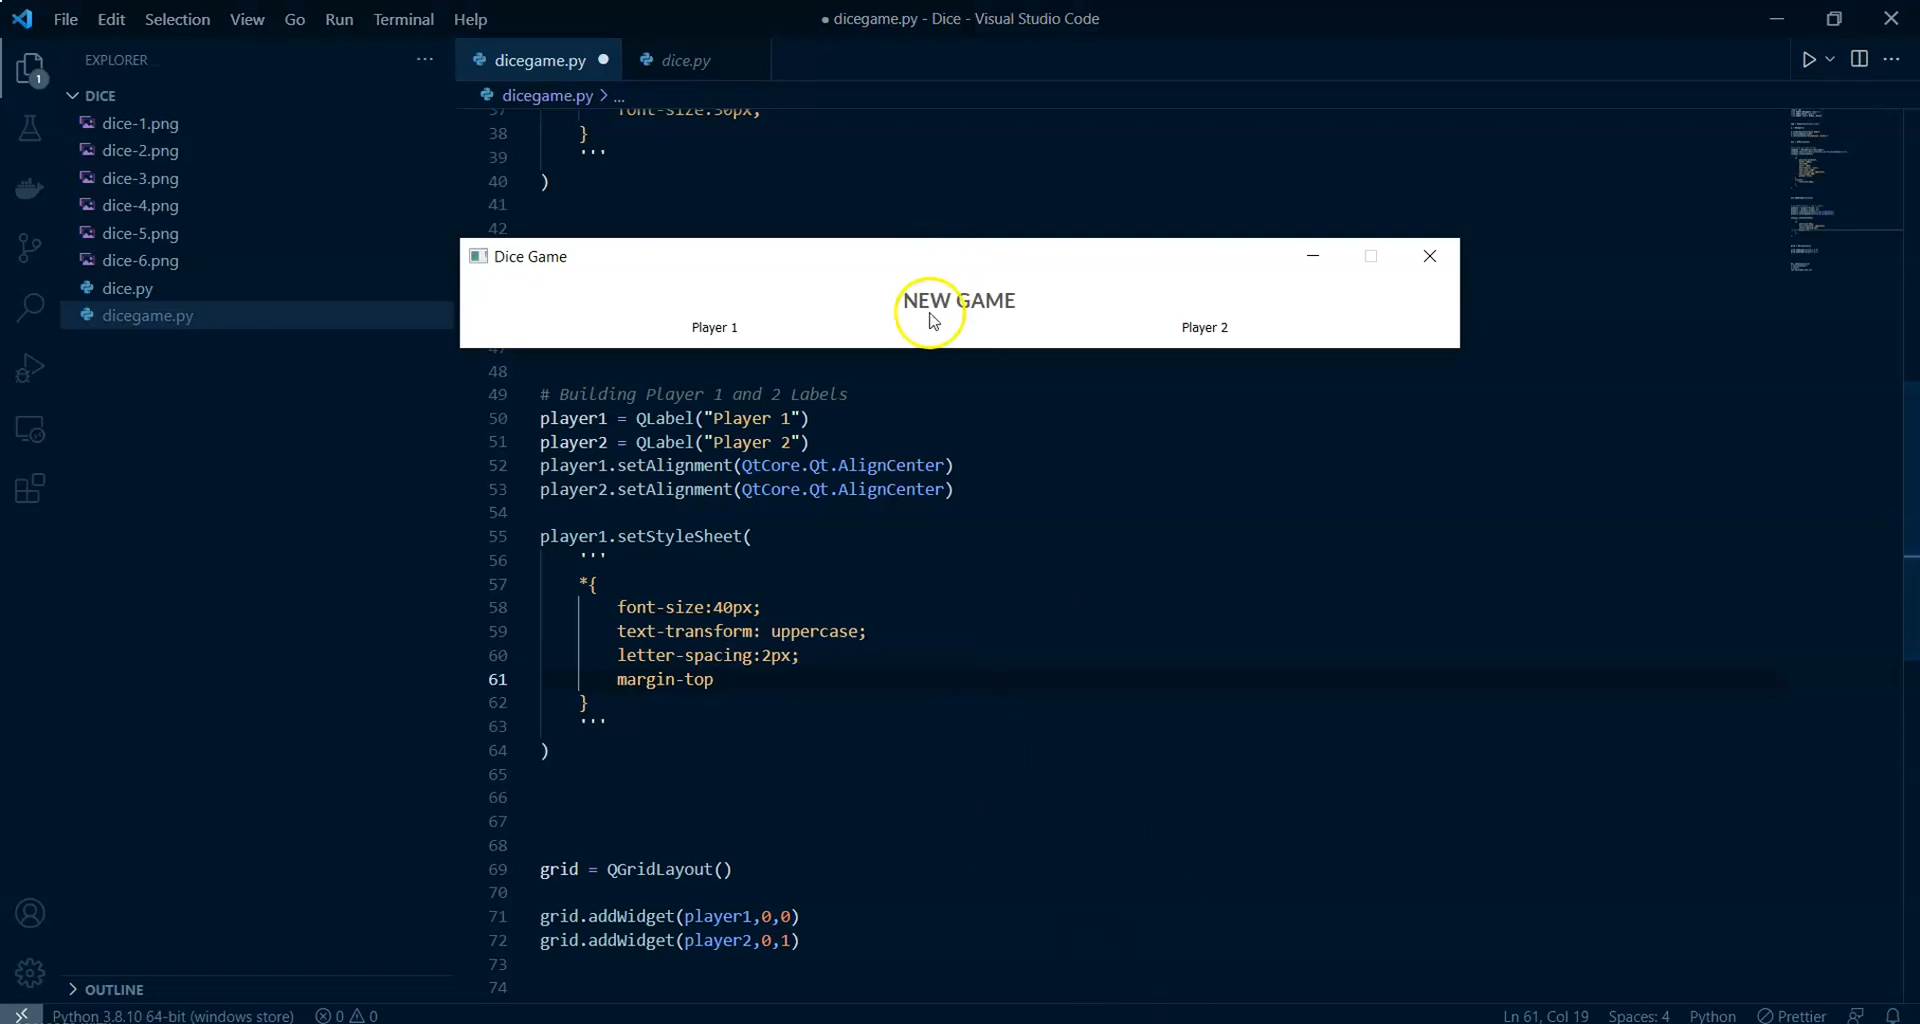 File Edit Selection View Go Run Terminal Help
● dicegame.py - Dice - Visual Studio Code
EXPLORER
dicegame.py
dice.py
DICE
dicegame.py > ...
dice-1.png
dice-2.png
dice-3.png
dice-4.png
dice-5.png
dice-6.png
dice.py
dicegame.py
1
37 font-size:30px;
38 }
39 '''
40 )
41
42
Dice Game
NEW GAME
Player 1 Player 2
47
48
49 # Building Player 1 and 2 Labels
50 player1 = QLabel("Player 1")
51 player2 = QLabel("Player 2")
52 player1.setAlignment(QtCore.Qt.AlignCenter)
53 player2.setAlignment(QtCore.Qt.AlignCenter)
54
55 player1.setStyleSheet(
56 '''
57 *{
58 font-size:40px;
59 text-transform: uppercase;
60 letter-spacing:2px;
61 margin-top
62 }
63 '''
64 )
65
66
67
68
69 grid = QGridLayout()
70
71 grid.addWidget(player1,0,0)
72 grid.addWidget(player2,0,1)
73
74
OUTLINE
Python 3.8.10 64-bit (windows store) 0 0
Ln 61, Col 19 Spaces: 4 Python Prettier